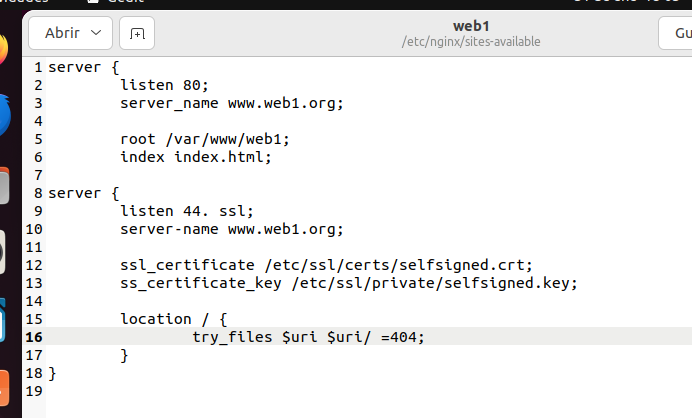 Abrir
web1
/etc/nginx/sites-available
Gu
1 server {
2 listen 80;
3 server_name www.web1.org;
4
5 root /var/www/web1;
6 index index.html;
7
8 server {
9 listen 44. ssl;
10 server-name www.web1.org;
11
12 ssl_certificate /etc/ssl/certs/selfsigned.crt;
13 ss_certificate_key /etc/ssl/private/selfsigned.key;
14
15 location / {
16 try_files $uri $uri/ =404;
17 }
18 }
19